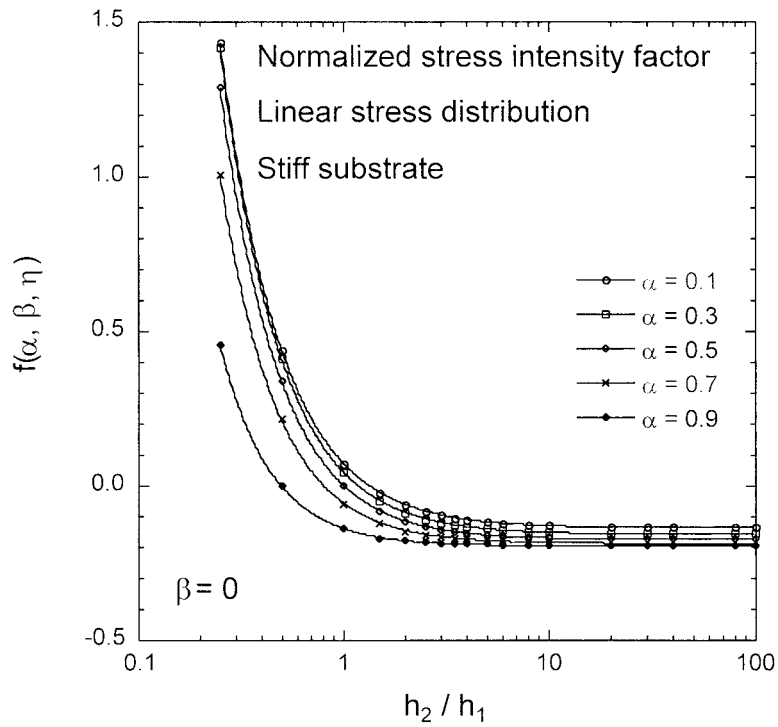 1.5
1.0
0.5
0.0
-0.5
f(α, β, η)
Normalized stress intensity factor
Linear stress distribution
Stiff substrate
α = 0.1
α = 0.3
α = 0.5
α = 0.7
α = 0.9
β = 0
0.1
1
10
100
h₂ / h₁